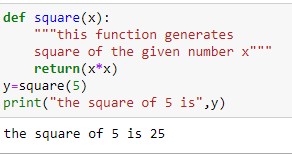 def square(x):
    """this function generates
    square of the given number x"""
    return(x*x)
y=square(5)
print("the square of 5 is",y)
the square of 5 is 25